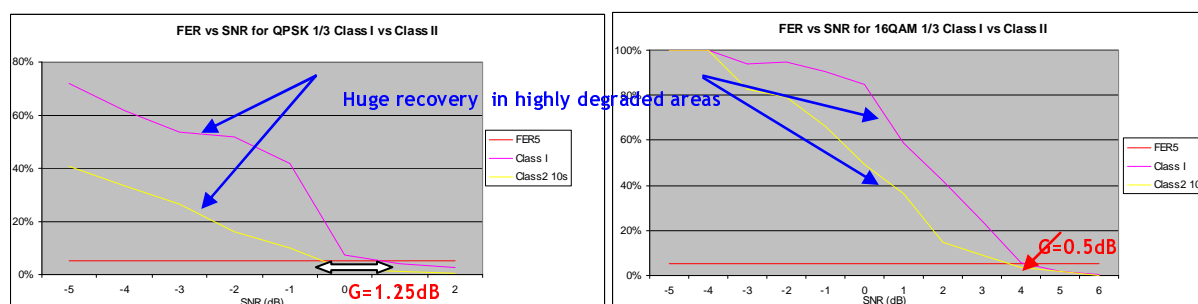 FER vs SNR for QPSK 1/3 Class I vs Class II
80%
60%
40%
20%
0%
-5 -4 -3 -2 -1 0 2
SNR (dB)
FER5
Class I
Class2 10s
G=1.25dB
Huge recovery in highly degraded areas
FER vs SNR for 16QAM 1/3 Class I vs Class II
100%
80%
60%
40%
20%
0%
-5 -4 -3 -2 -1 0 1 2 3 4 5 6
SNR (dB)
FER5
Class I
Class2 10
G=0.5dB